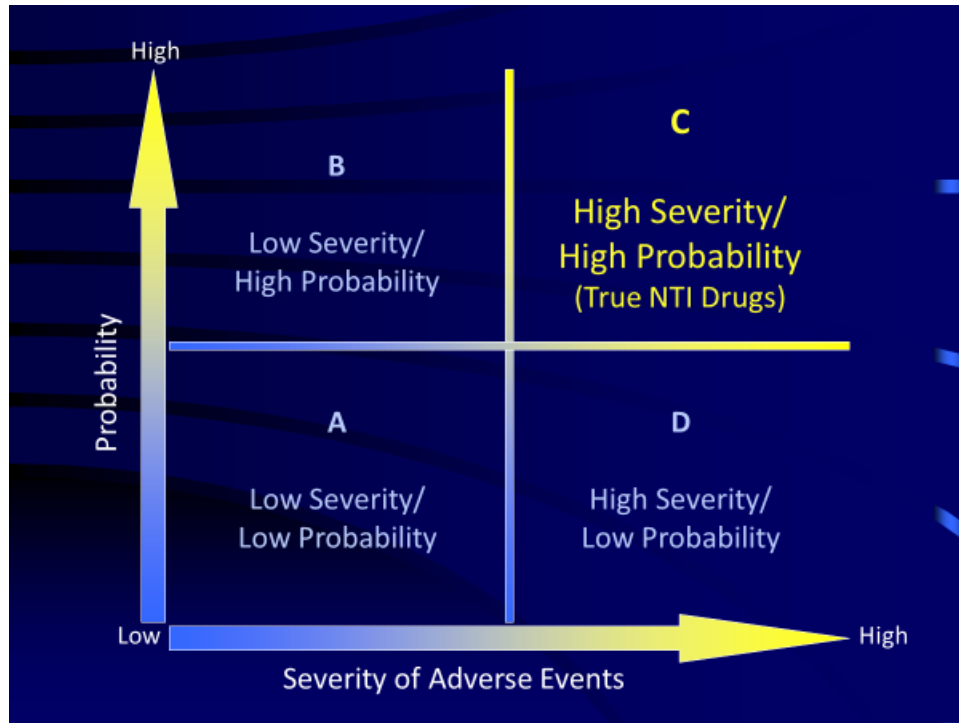 High
C
B
High Severity/
High Probability
(True NTI Drugs)
Low Severity/
High Probability
Probability
A
D
Low Severity/
Low Probability
High Severity/
Low Probability
Low
High
Severity of Adverse Events